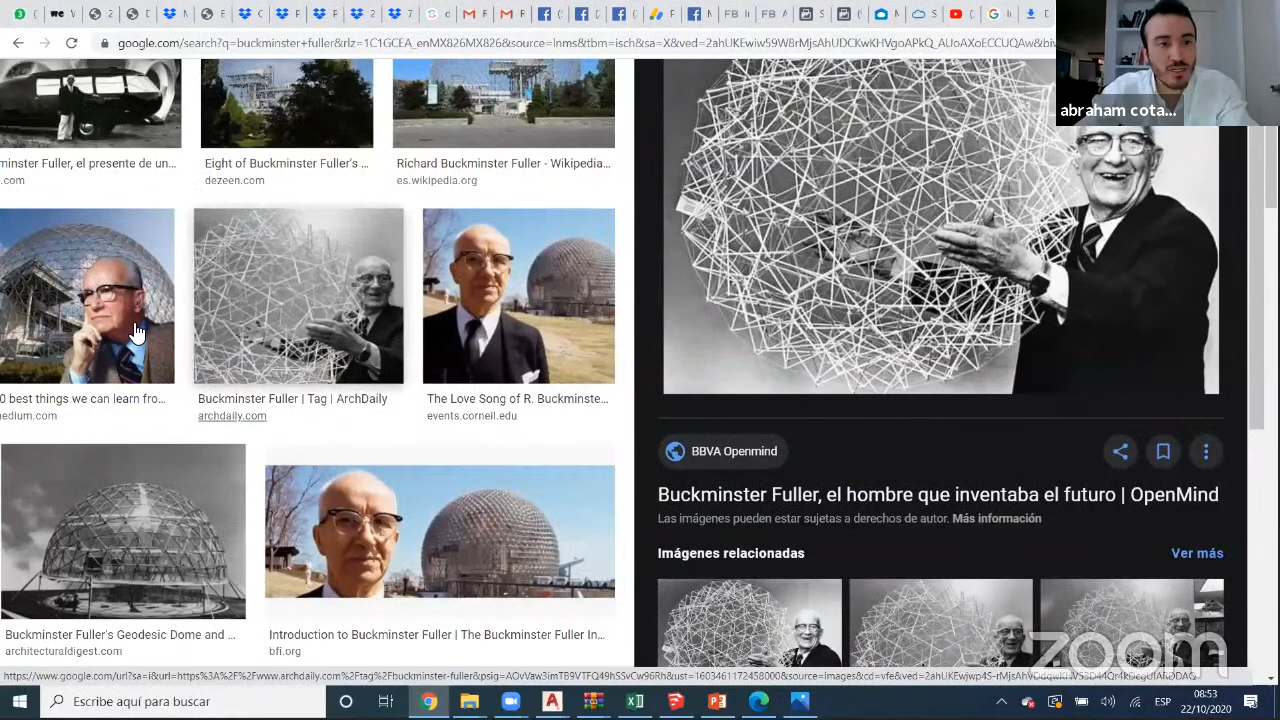 google.com/search?q=buckminster+fuller&rlz=1C1GCEA_enMX826MX826&source=lnms&tbm=isch&sa=X&ved=
abraham cota...
minster Fuller, el presente de un...
.com
Eight of Buckminster Fuller's ...
dezeen.com
Richard Buckminster Fuller - Wikipedia...
es.wikipedia.org
0 best things we can learn fro...
nedium.com
Buckminster Fuller | Tag | ArchDaily
archdaily.com
The Love Song of R. Buckminste...
events.cornell.edu
Buckminster Fuller's Geodesic Dome and ...
architecturaldigest.com
Introduction to Buckminster Fuller | The Buckminster Fuller In...
bfi.org
BBVA Openmind
Buckminster Fuller, el hombre que inventaba el futuro | OpenMind
Las imágenes pueden estar sujetas a derechos de autor. Más información
Imágenes relacionadas
Ver más
zoom
Escribe aquí para buscar
ESP
08:53
22/10/2020